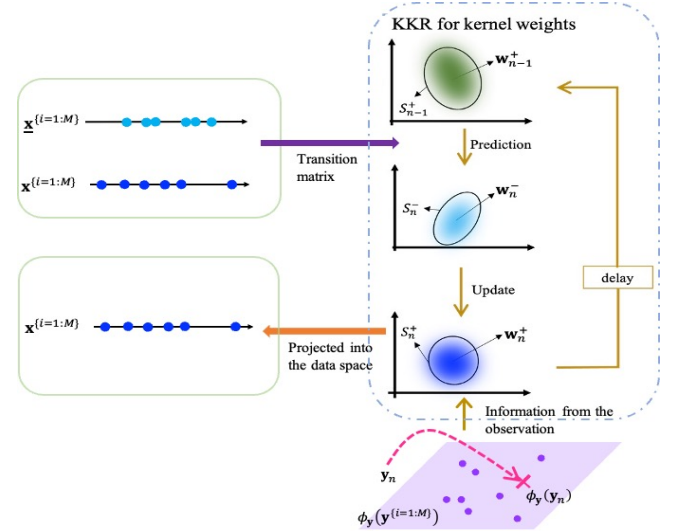 KKR for kernel weights
w⁺ₙ₋₁
S⁺ₙ₋₁
x̲^{i=1:M}
x^{i=1:M}
Transition
matrix
Prediction
w⁻ₙ
S⁻ₙ
delay
Update
x^{i=1:M}
S⁺ₙ
w⁺ₙ
Projected into
the data space
Information from the
observation
yₙ
ϕ_y(yₙ)
ϕ_y(y^{i=1:M})